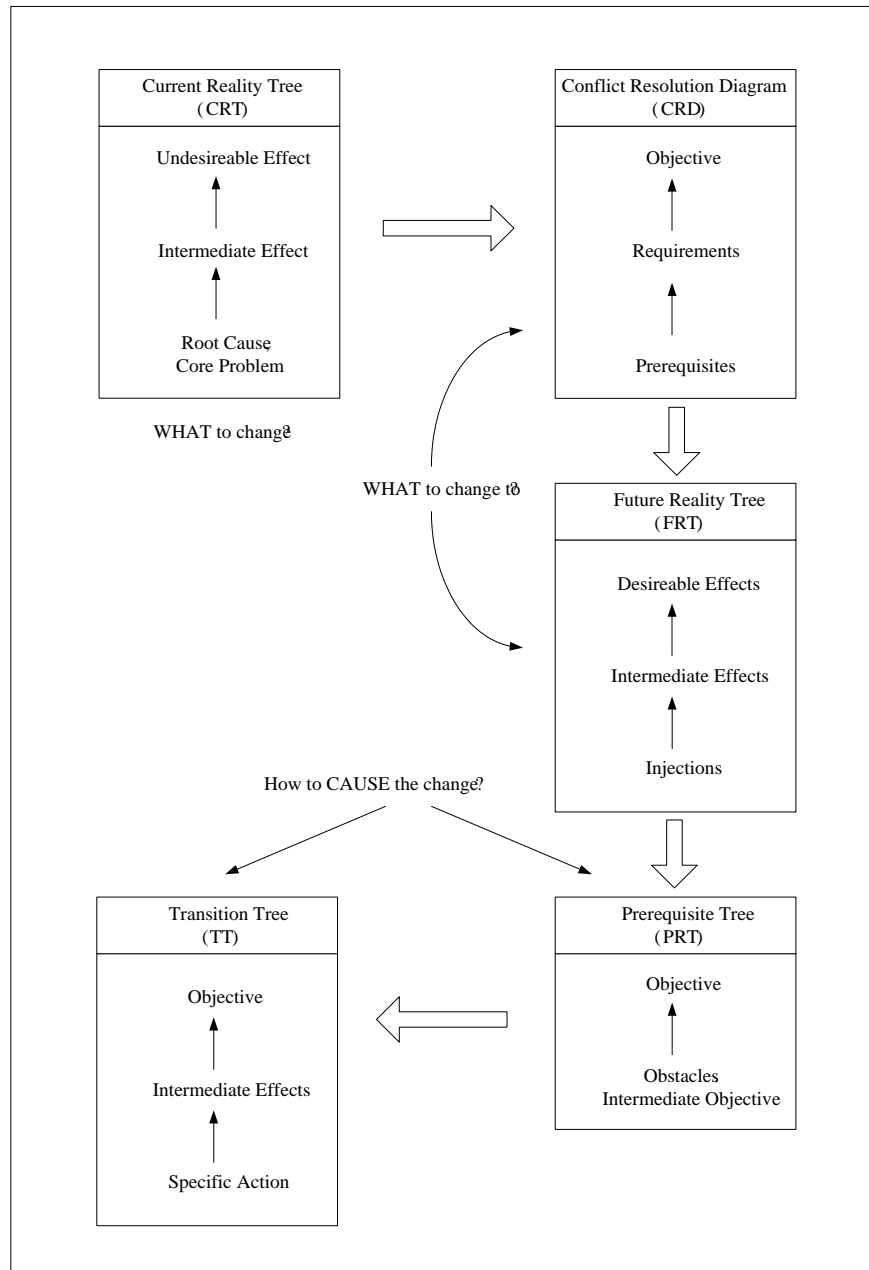 Current Reality Tree
(CRT)
Undesireable Effect
Intermediate Effect
Root Cause,
Core Problem
WHAT to change?
Conflict Resolution Diagram
(CRD)
Objective
Requirements
Prerequisites
WHAT to change to?
Future Reality Tree
(FRT)
Desireable Effects
Intermediate Effects
Injections
How to CAUSE the change?
Transition Tree
(TT)
Objective
Intermediate Effects
Specific Action
Prerequisite Tree
(PRT)
Objective
Obstacles,
Intermediate Objective